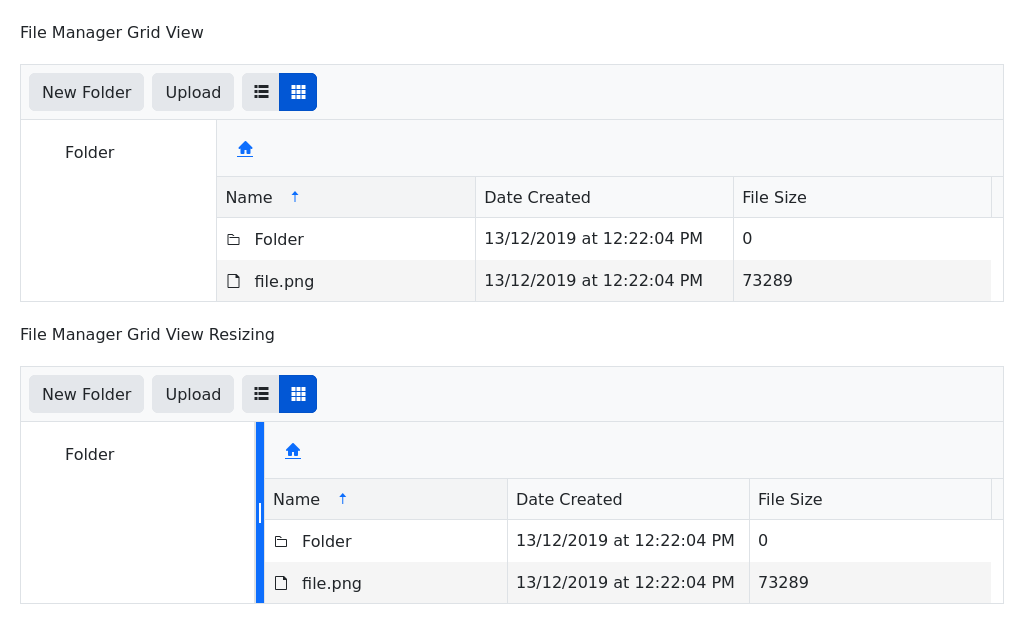 File Manager Grid View
New Folder Upload
Folder
Name Date Created File Size
Folder 13/12/2019 at 12:22:04 PM 0
file.png 13/12/2019 at 12:22:04 PM 73289
File Manager Grid View Resizing
New Folder Upload
Folder
Name Date Created File Size
Folder 13/12/2019 at 12:22:04 PM 0
file.png 13/12/2019 at 12:22:04 PM 73289